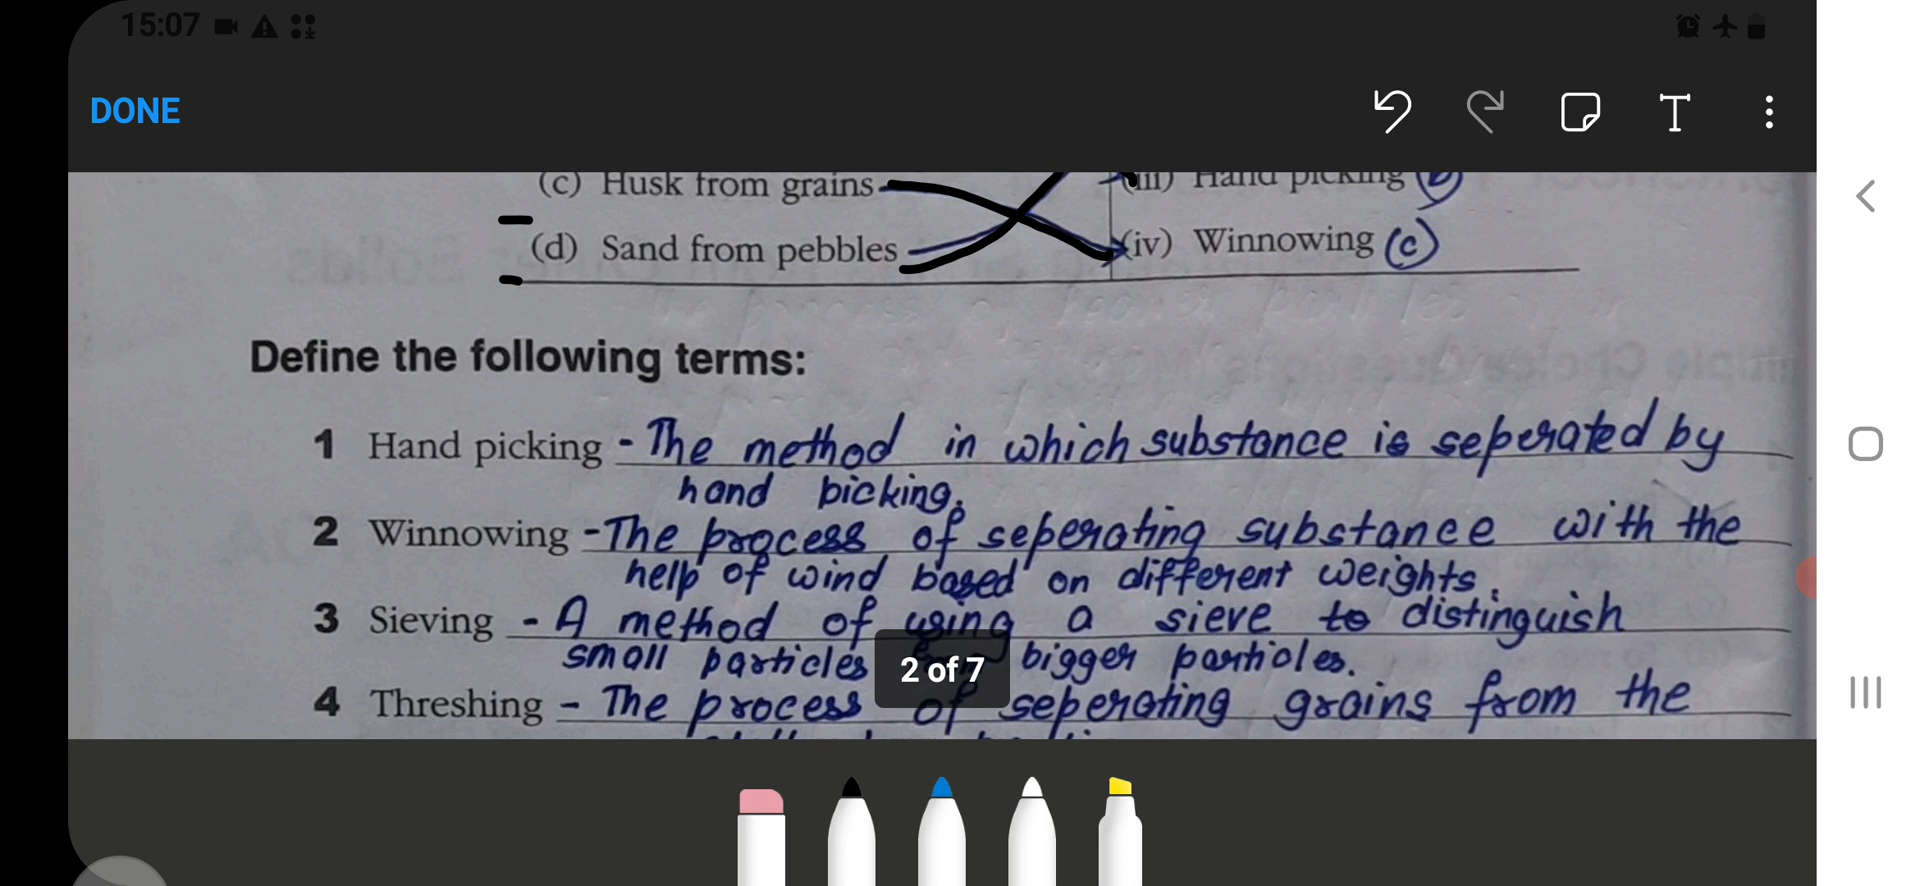 15:07
DONE
T
(c) Husk from grains
(iii) Hand picking (b)
(d) Sand from pebbles
(iv) Winnowing (c)
Define the following terms:
1 Hand picking - The method in which substance is seperated by
hand bicking.
2 Winnowing - The process of seperating substance with the
help of wind based on different weights.
3 Sieving - A method of using a sieve to distinguish
small particles bigger particles.
2 of 7
4 Threshing - The process of seperating grains from the